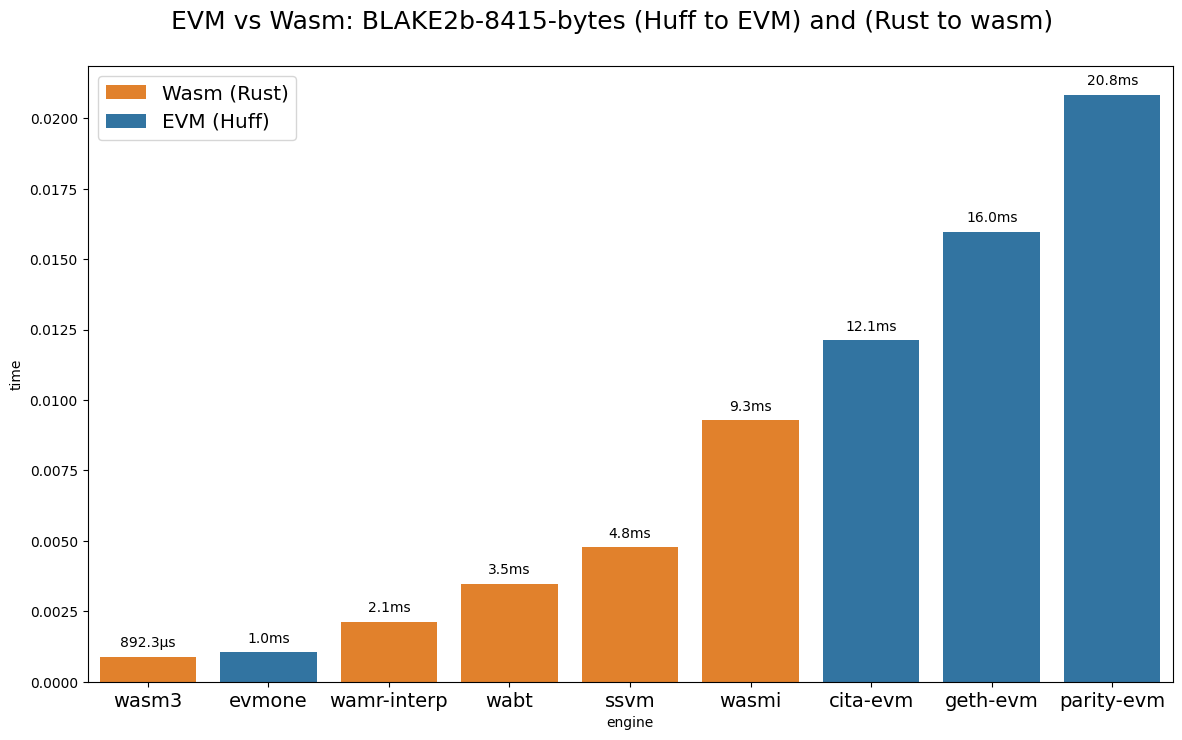 EVM vs Wasm: BLAKE2b-8415-bytes (Huff to EVM) and (Rust to wasm)
Wasm (Rust)
EVM (Huff)
0.0200
0.0175
0.0150
0.0125
0.0100
0.0075
0.0050
0.0025
0.0000
time
892.3µs
1.0ms
2.1ms
3.5ms
4.8ms
9.3ms
12.1ms
16.0ms
20.8ms
wasm3 evmone wamr-interp wabt ssvm wasmi cita-evm geth-evm parity-evm
engine